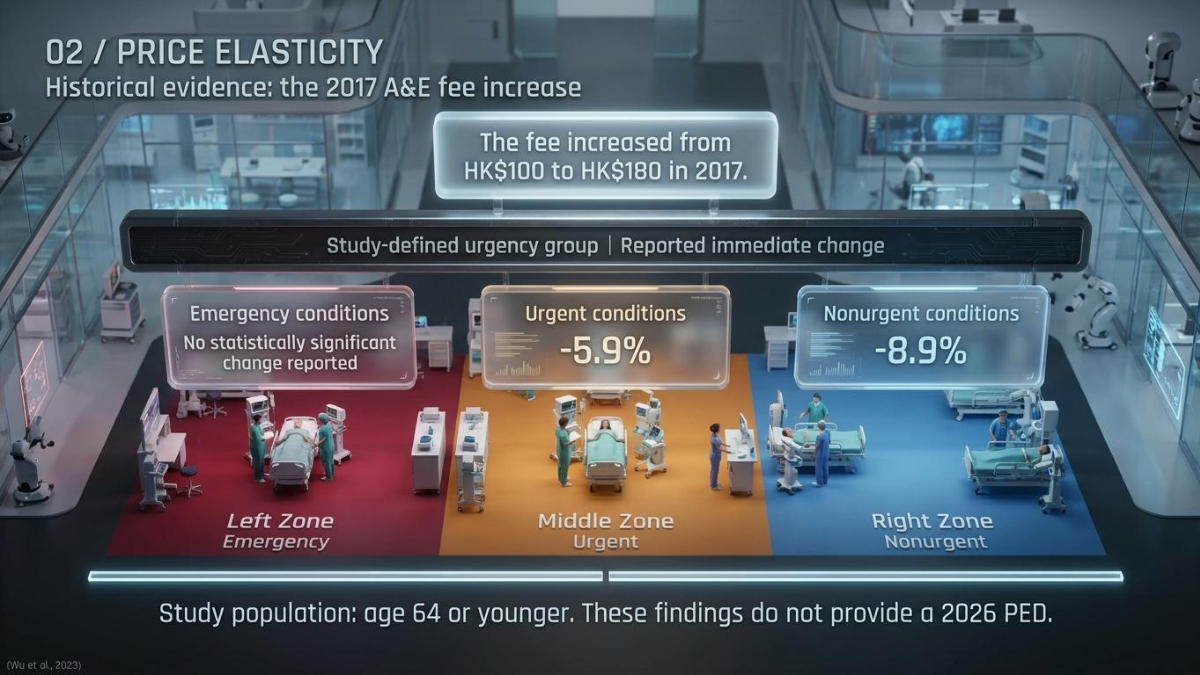 02 / PRICE ELASTICITY
Historical evidence: the 2017 A&E fee increase
The fee increased from
HK$100 to HK$180 in 2017.
Study-defined urgency group | Reported immediate change
Emergency conditions
No statistically significant
change reported
Urgent conditions
-5.9%
Nonurgent conditions
-8.9%
Left Zone
Emergency
Middle Zone
Urgent
Right Zone
Nonurgent
Study population: age 64 or younger. These findings do not provide a 2026 PED.
(Wu et al., 2023)